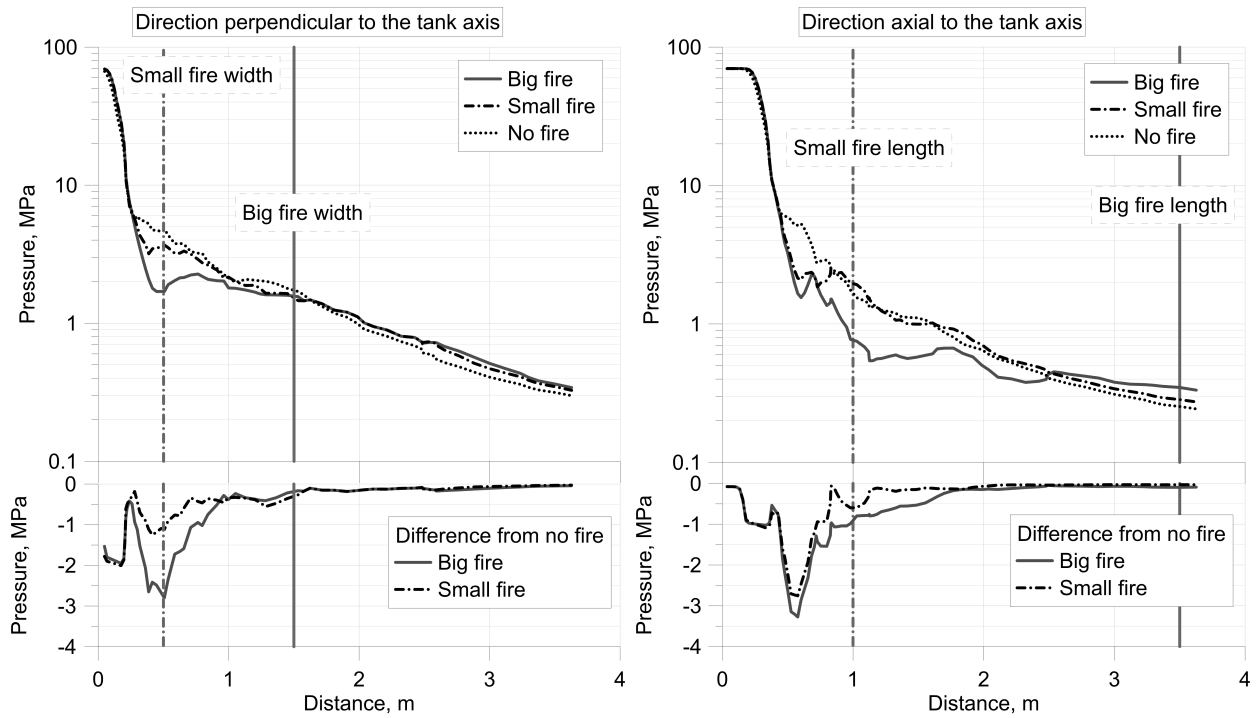 Direction perpendicular to the tank axis
100
10
1
0.1
Pressure, MPa
Small fire width
Big fire width
Big fire
Small fire
No fire
0
-1
-2
-3
-4
Pressure, MPa
Difference from no fire
Big fire
Small fire
0 1 2 3 4
Distance, m
Direction axial to the tank axis
100
10
1
0.1
Pressure, MPa
Small fire length
Big fire length
Big fire
Small fire
No fire
0
-1
-2
-3
-4
Pressure, MPa
Difference from no fire
Big fire
Small fire
0 1 2 3 4
Distance, m